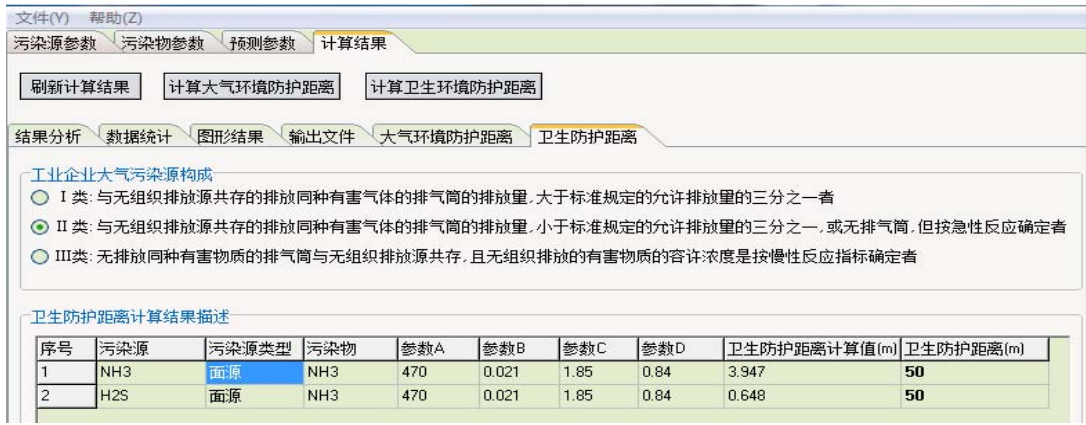 文件(Y) 帮助(Z)
污染源参数 污染物参数 预测参数 计算结果
刷新计算结果 计算大气环境防护距离 计算卫生环境防护距离
结果分析 数据统计 图形结果 输出文件 大气环境防护距离 卫生防护距离
工业企业大气污染源构成
I 类:与无组织排放源共存的排放同种有害气体的排气筒的排放量,大于标准规定的允许排放量的三分之一者
II 类:与无组织排放源共存的排放同种有害气体的排气筒的排放量,小于标准规定的允许排放量的三分之一,或无排气筒,但按急性反应确定者
III类:无排放同种有害物质的排气筒与无组织排放源共存,且无组织排放的有害物质的容许浓度是按慢性反应指标确定者
卫生防护距离计算结果描述
序号 污染源 污染源类型 污染物 参数A 参数B 参数C 参数D 卫生防护距离计算值(m) 卫生防护距离(m)
1 NH3 面源 NH3 470 0.021 1.85 0.84 3.947 50
2 H2S 面源 NH3 470 0.021 1.85 0.84 0.648 50